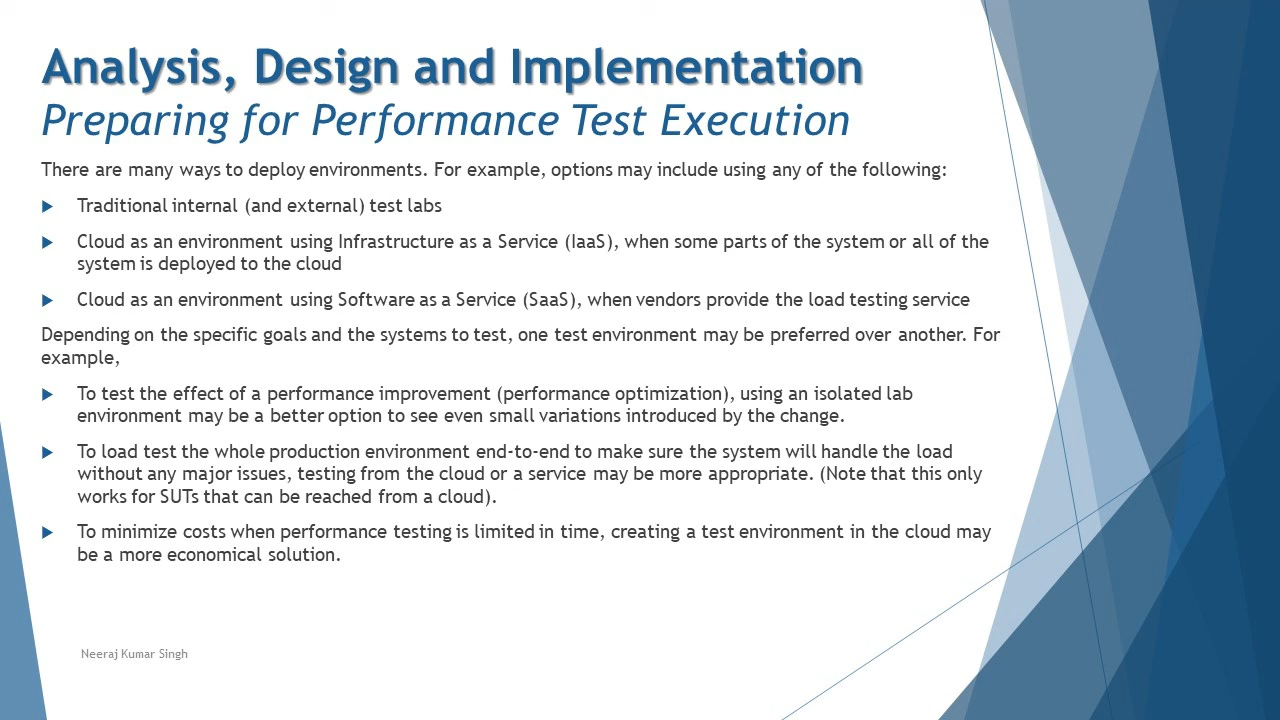 Analysis, Design and Implementation
Preparing for Performance Test Execution
There are many ways to deploy environments. For example, options may include using any of the following:
Traditional internal (and external) test labs
Cloud as an environment using Infrastructure as a Service (IaaS), when some parts of the system or all of the
system is deployed to the cloud
Cloud as an environment using Software as a Service (SaaS), when vendors provide the load testing service
Depending on the specific goals and the systems to test, one test environment may be preferred over another. For
example,
To test the effect of a performance improvement (performance optimization), using an isolated lab
environment may be a better option to see even small variations introduced by the change.
To load test the whole production environment end-to-end to make sure the system will handle the load
without any major issues, testing from the cloud or a service may be more appropriate. (Note that this only
works for SUTs that can be reached from a cloud).
To minimize costs when performance testing is limited in time, creating a test environment in the cloud may
be a more economical solution.
Neeraj Kumar Singh